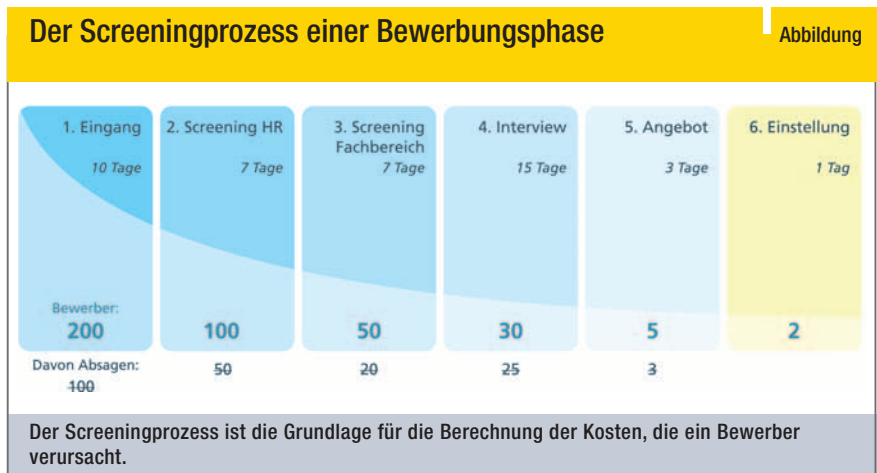 Der Screeningprozess einer Bewerbungsphase
Abbildung
1. Eingang
10 Tage
2. Screening HR
7 Tage
3. Screening
Fachbereich
7 Tage
4. Interview
15 Tage
5. Angebot
3 Tage
6. Einstellung
1 Tag
Bewerber:
200
100
50
30
5
2
Davon Absagen:
100
50
20
25
3
Der Screeningprozess ist die Grundlage für die Berechnung der Kosten, die ein Bewerber
verursacht.